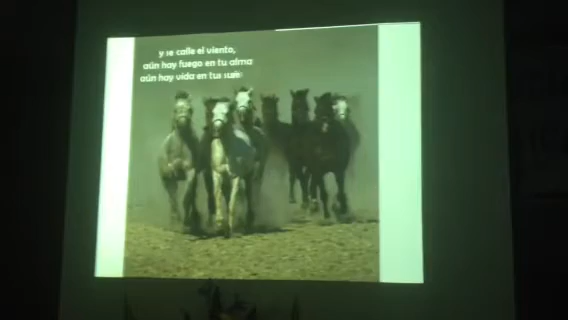 y se calle el viento,
aún hay fuego en tu alma
aún hay vida en tus